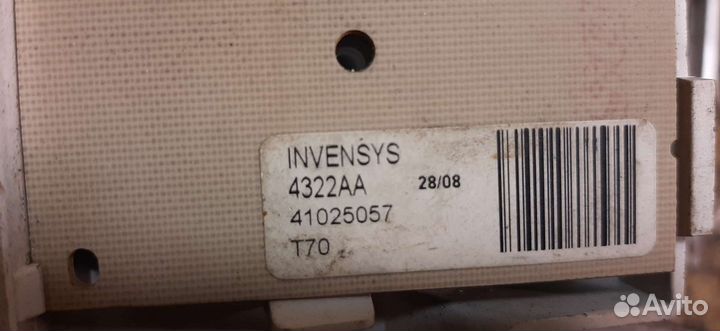 INVENSYS
4322AA 28/08
41025057
T70
Avito